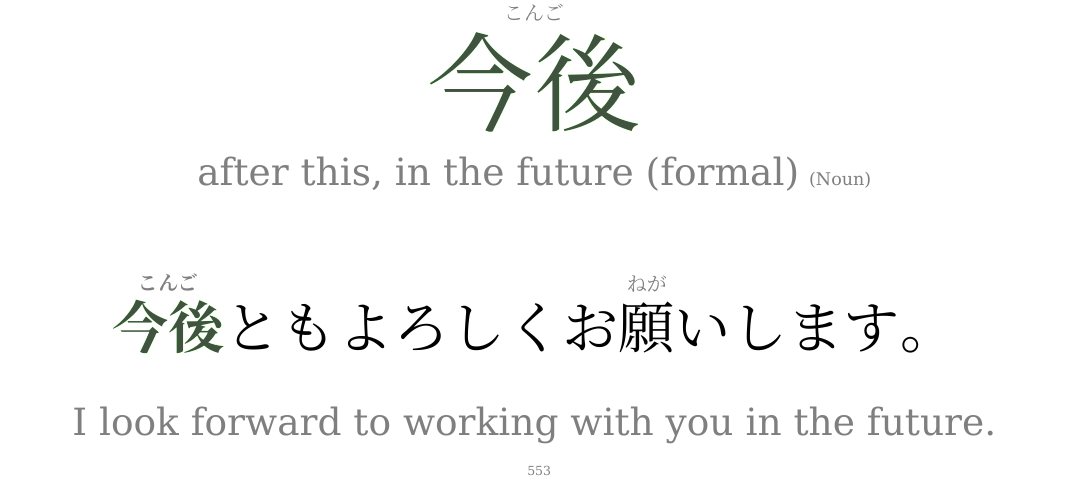 こんご
今後
after this, in the future (formal) (Noun)
こんご ねが
今後ともよろしくお願いします。
I look forward to working with you in the future.
553